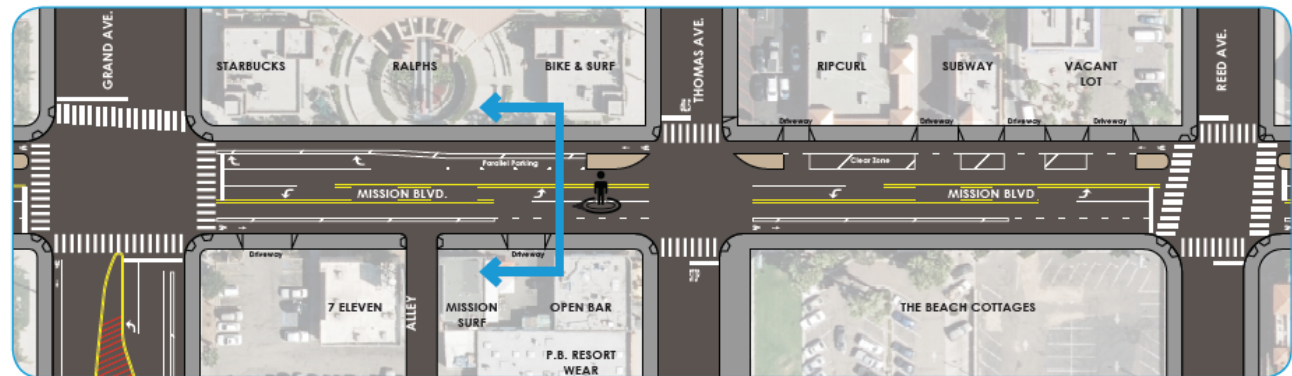 GRAND AVE.
STARBUCKS
RALPHS
BIKE & SURF
THOMAS AVE.
RIPCURL
SUBWAY
VACANT
LOT
REED AVE.
Driveway
Driveway
Driveway
Driveway
Parallel Parking
Clear Zone
MISSION BLVD.
MISSION BLVD
Driveway
Driveway
7 ELEVEN
ALLEY
MISSION
SURF
OPEN BAR
P.B. RESORT
WEAR
STOP
THE BEACH COTTAGES